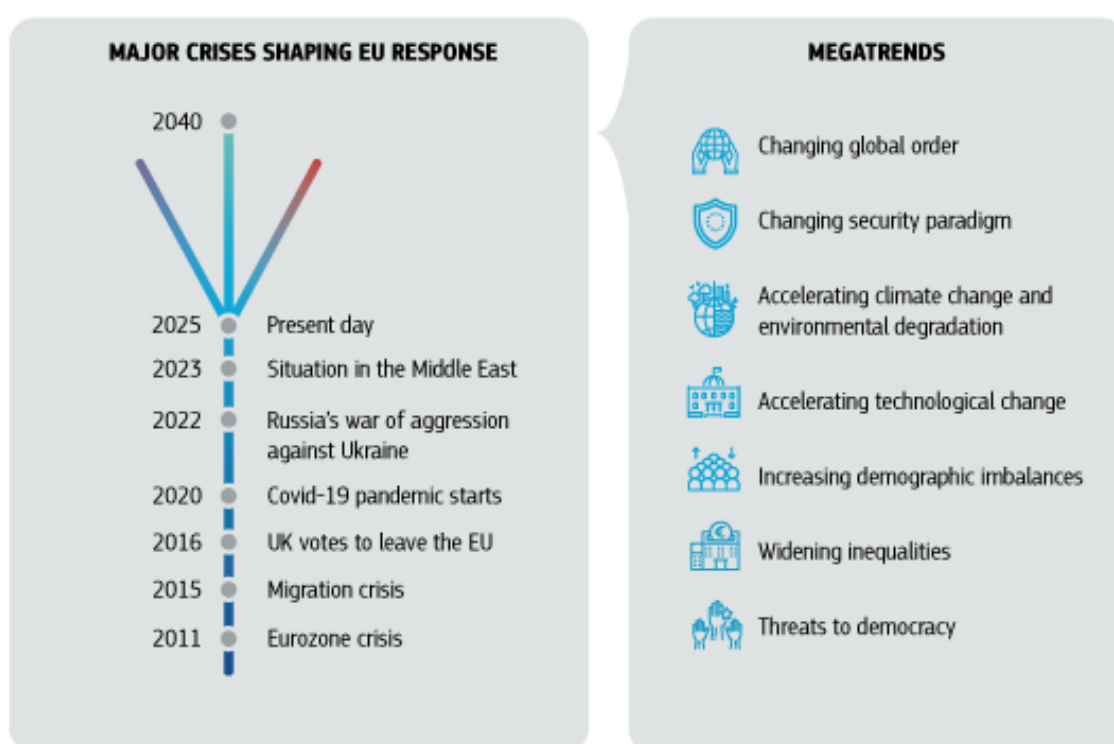 MAJOR CRISES SHAPING EU RESPONSE
2040
2025 Present day
2023 Situation in the Middle East
2022 Russia's war of aggression
against Ukraine
2020 Covid-19 pandemic starts
2016 UK votes to leave the EU
2015 Migration crisis
2011 Eurozone crisis
MEGATRENDS
Changing global order
Changing security paradigm
Accelerating climate change and
environmental degradation
Accelerating technological change
Increasing demographic imbalances
Widening inequalities
Threats to democracy